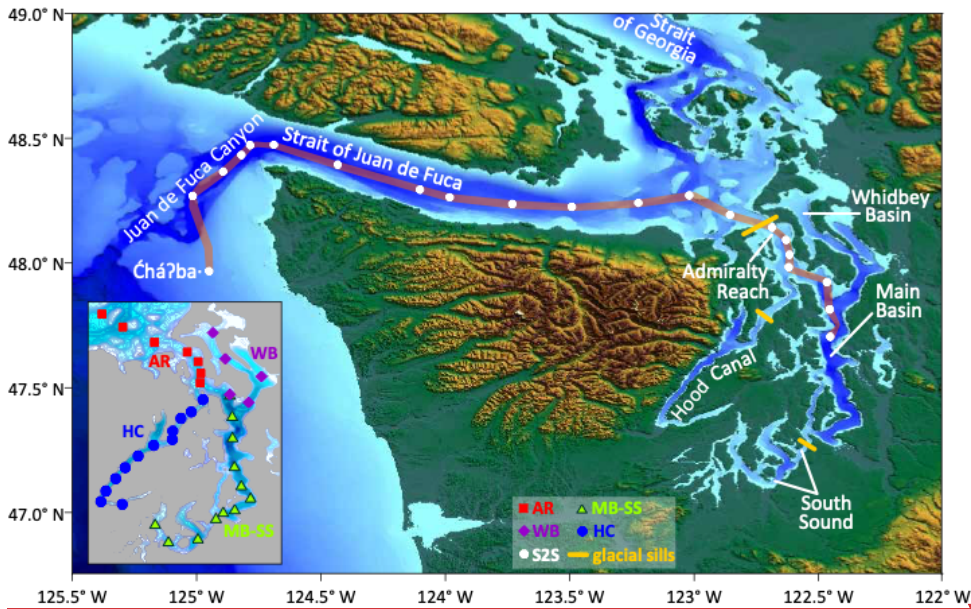 49.0° N
48.5° N
48.0° N
47.5° N
47.0° N
Strait
of Georgia
Juan de Fuca Canyon
Strait of Juan de Fuca
Ćháʔba·
Whidbey
Basin
Admiralty
Reach
Main
Basin
Hood Canal
South
Sound
AR
WB
HC
MB-SS
AR
MB-SS
WB
HC
S2S
glacial sills
125.5° W
125° W
124.5° W
124° W
123.5° W
123° W
122.5° W
122° W